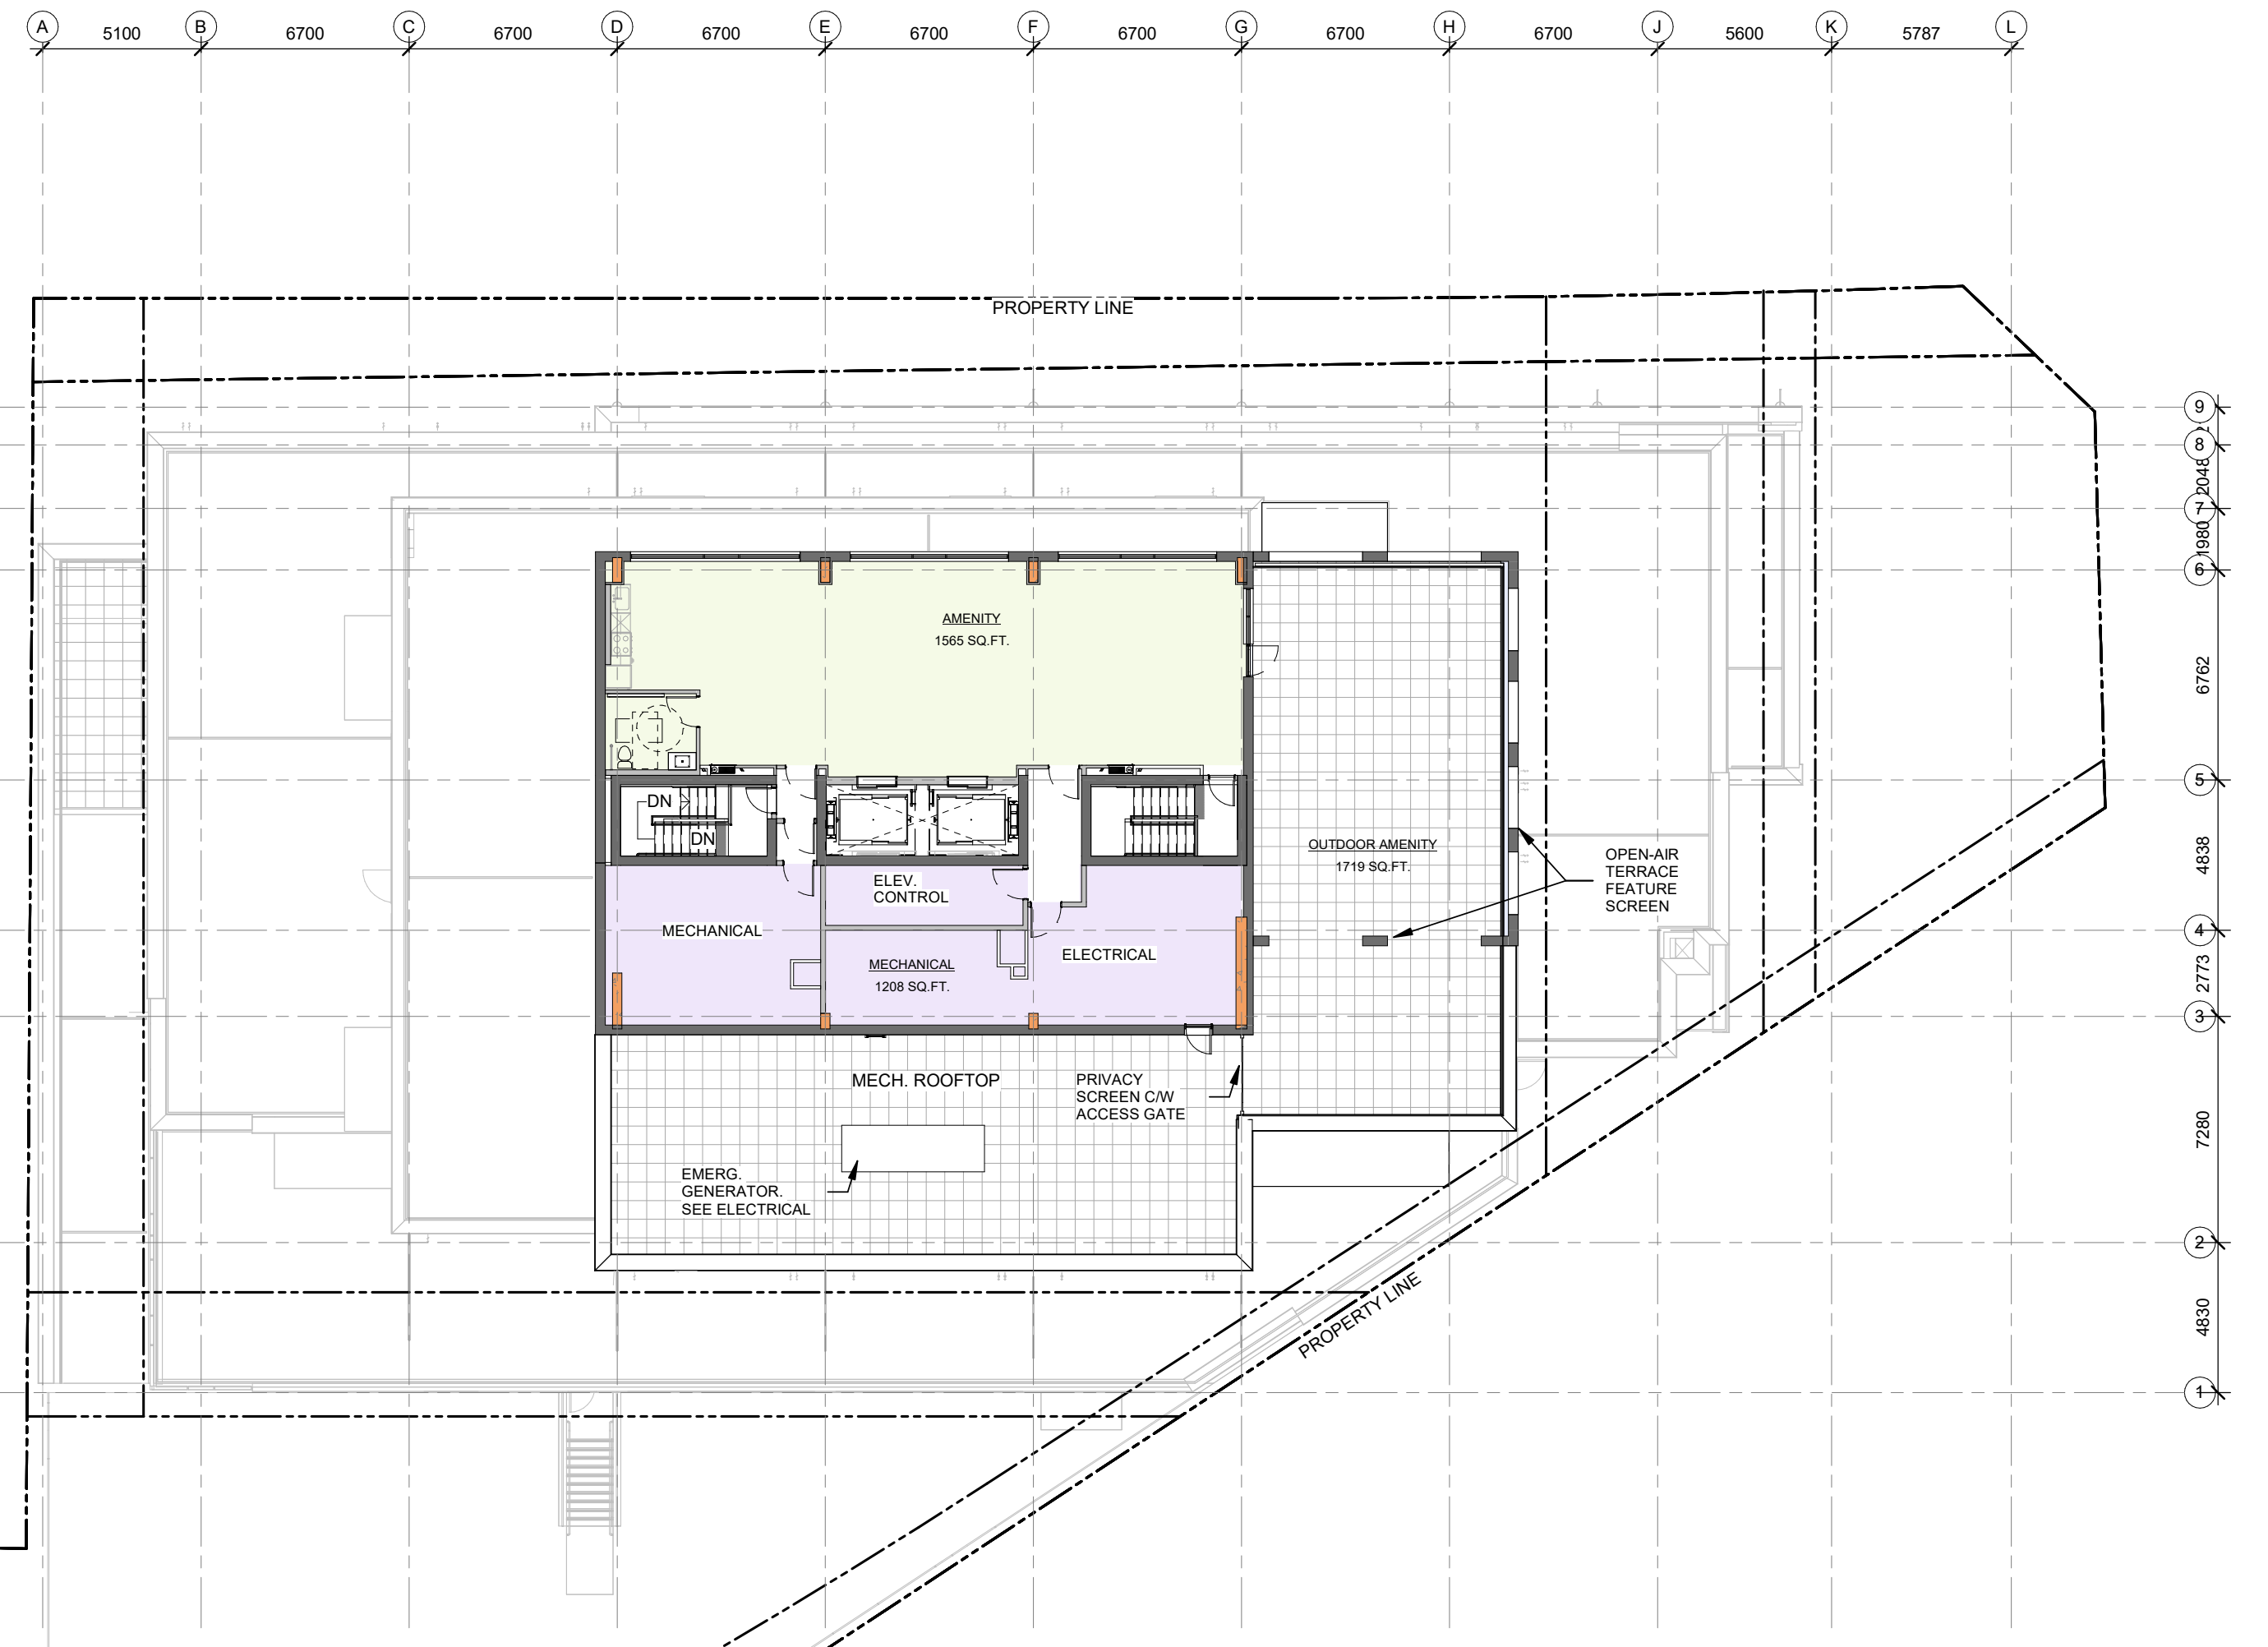 A B C D E F G H J K L
5100 6700 6700 6700 6700 6700 6700 6700 5600 5787
PROPERTY LINE
9
8
2048
7
1980
6
6762
5
4838
4
2773
3
7280
2
4830
1
AMENITY
1565 SQ.FT.
DN
DN
OUTDOOR AMENITY
1719 SQ.FT.
OPEN-AIR
TERRACE
FEATURE
SCREEN
ELEV.
CONTROL
MECHANICAL
MECHANICAL
1208 SQ.FT.
ELECTRICAL
MECH. ROOFTOP
PRIVACY
SCREEN C/W
ACCESS GATE
EMERG.
GENERATOR.
SEE ELECTRICAL
PROPERTY LINE